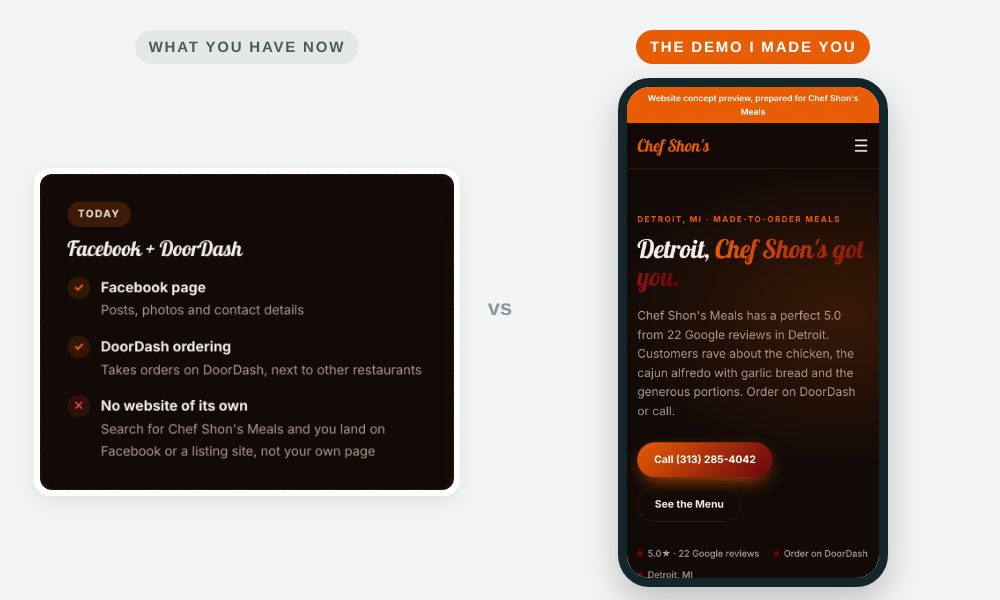 WHAT YOU HAVE NOW
TODAY
Facebook + DoorDash
Facebook page
Posts, photos and contact details
DoorDash ordering
Takes orders on DoorDash, next to other restaurants
No website of its own
Search for Chef Shon's Meals and you land on
Facebook or a listing site, not your own page
vs
THE DEMO I MADE YOU
Website concept preview, prepared for Chef Shon's
Meals
Chef Shon's
DETROIT, MI · MADE-TO-ORDER MEALS
Detroit, Chef Shon's got
you.
Chef Shon's Meals has a perfect 5.0
from 22 Google reviews in Detroit.
Customers rave about the chicken, the
cajun alfredo with garlic bread and the
generous portions. Order on DoorDash
or call.
Call (313) 285-4042
See the Menu
5.0★ · 22 Google reviews
Order on DoorDash
Detroit, MI